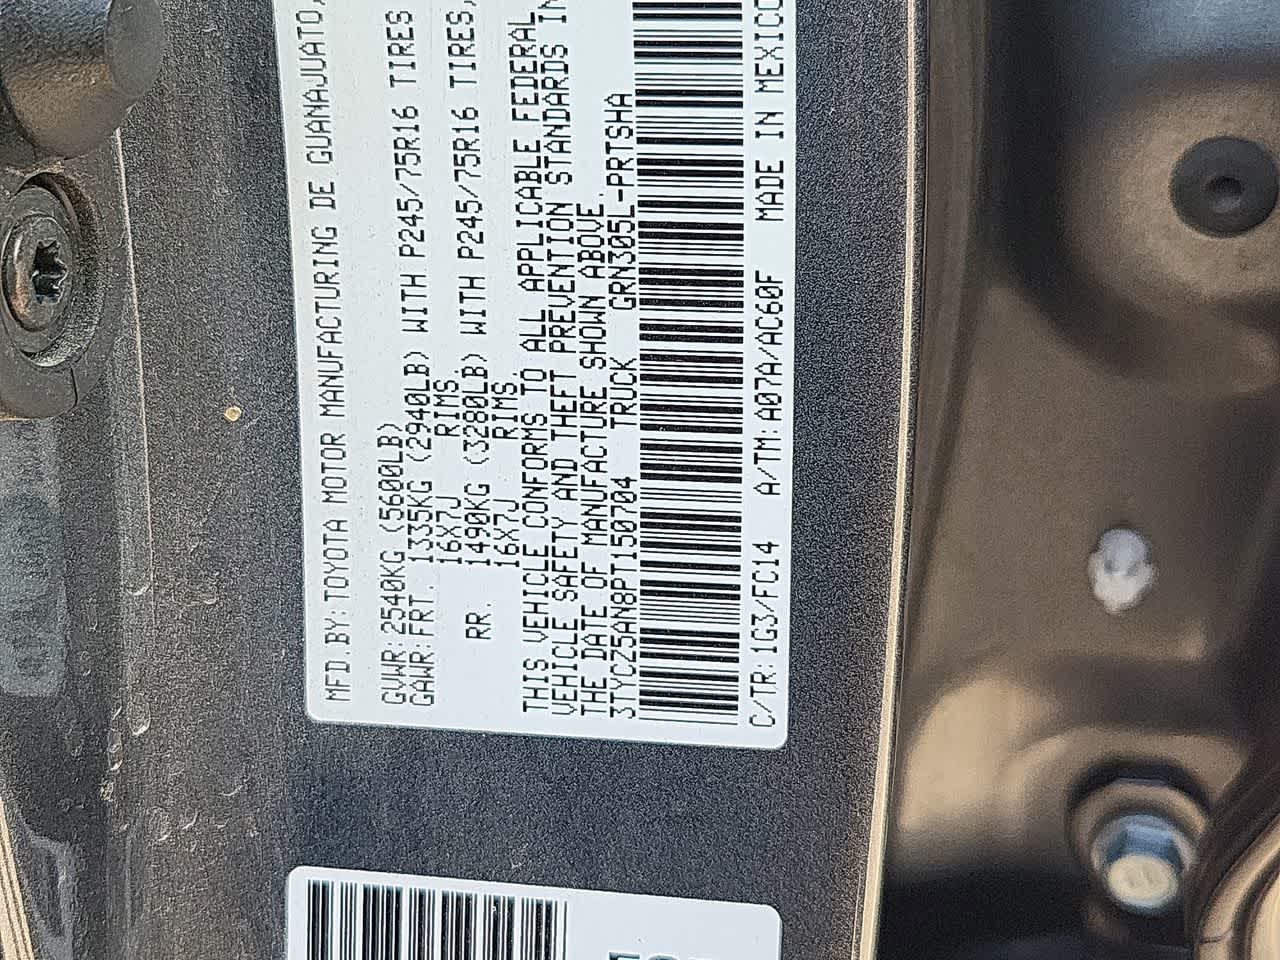 MFD.BY:TOYOTA MOTOR MANUFACTURING DE GUANAJUATO,
GVWR:2540KG (5600LB)
GAWR:FRT. 1335KG (2940LB) WITH P245/75R16 TIRES
16X7J RIMS,
RR. 1490KG (3280LB) WITH P245/75R16 TIRES,
16X7J RIMS,
THIS VEHICLE CONFORMS TO ALL APPLICABLE FEDERAL
VEHICLE SAFETY AND THEFT PREVENTION STANDARDS IN
THE DATE OF MANUFACTURE SHOWN ABOVE.
3TYCZ5AN8PT150704 TRUCK GRN305L-PRTSHA
C/TR:1G3/FC14 A/TM:A07A/AC60F MADE IN MEXICO